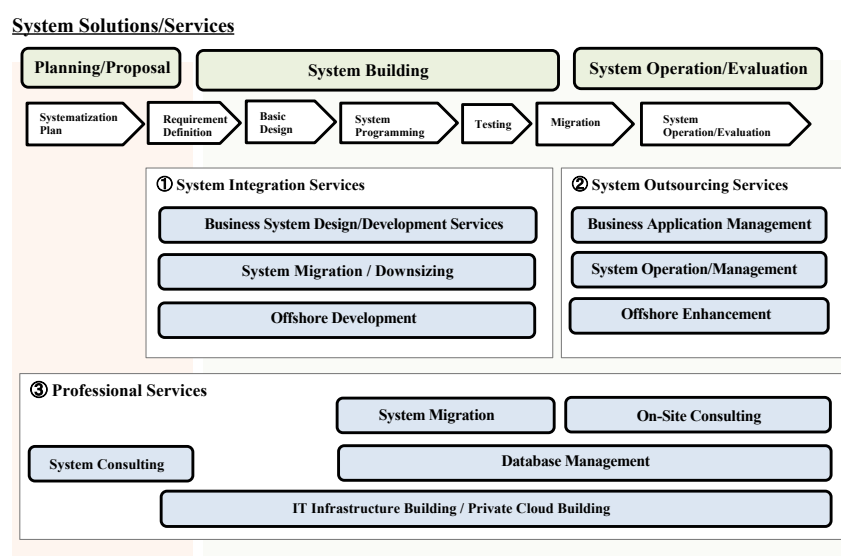 System Solutions/Services
Planning/Proposal
System Building
System Operation/Evaluation
Systematization
Plan
Requirement
Definition
Basic
Design
System
Programming
Testing
Migration
System
Operation/Evaluation
① System Integration Services
Business System Design/Development Services
System Migration / Downsizing
Offshore Development
② System Outsourcing Services
Business Application Management
System Operation/Management
Offshore Enhancement
③ Professional Services
System Migration
On-Site Consulting
System Consulting
Database Management
IT Infrastructure Building / Private Cloud Building